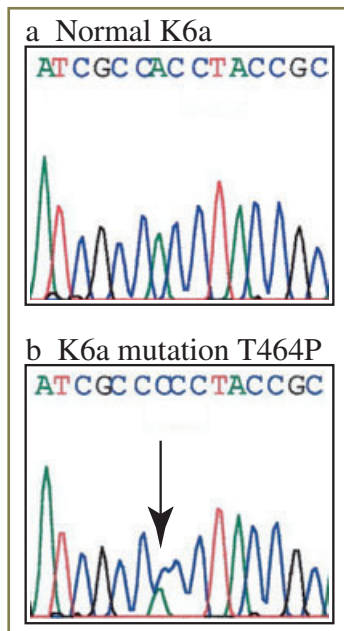 a Normal K6a
ATCGCCACCTACCGC
b K6a mutation T464P
ATCGCCCCCTACCGC